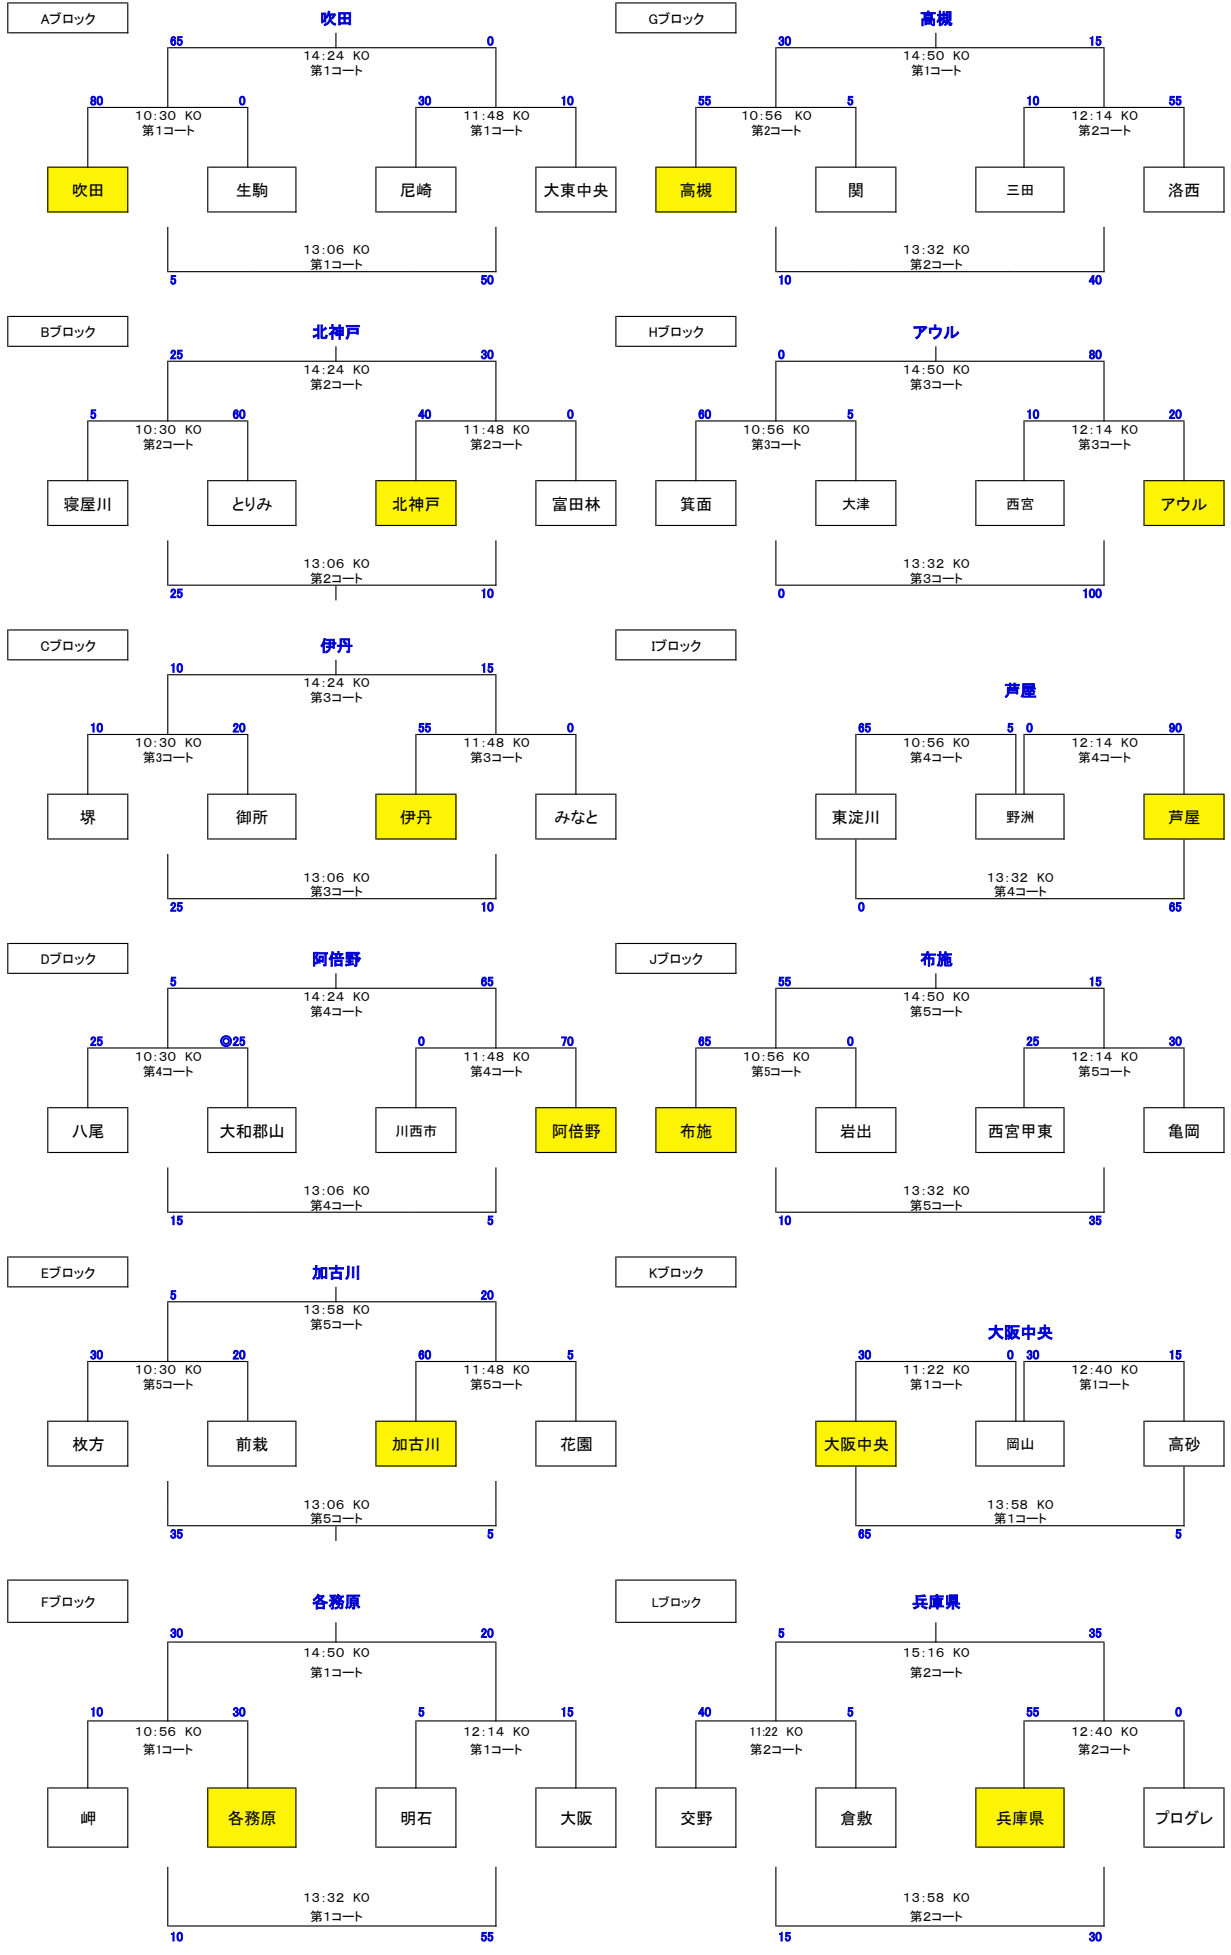 Aブロック
吹田
65 0
14:24 KO
第1コート
80 0 30 10
10:30 KO 11:48 KO
第1コート 第1コート
吹田 生駒 尼崎 大東中央
13:06 KO
第1コート
5 50
Gブロック
高槻
30 15
14:50 KO
第1コート
55 5 10 55
10:56 KO 12:14 KO
第2コート 第2コート
高槻 関 三田 洛西
13:32 KO
第2コート
10 40
Bブロック
北神戸
25 30
14:24 KO
第2コート
5 60 40 0
10:30 KO 11:48 KO
第2コート 第2コート
寝屋川 とりみ 北神戸 富田林
13:06 KO
第2コート
25 10
Hブロック
アウル
0 80
14:50 KO
第3コート
60 5 10 20
10:56 KO 12:14 KO
第3コート 第3コート
箕面 大津 西宮 アウル
13:32 KO
第3コート
0 100
Cブロック
伊丹
10 15
14:24 KO
第3コート
10 20 55 0
10:30 KO 11:48 KO
第3コート 第3コート
堺 御所 伊丹 みなと
13:06 KO
第3コート
25 10
Iブロック
芦屋
65 5 0 90
10:56 KO 12:14 KO
第4コート 第4コート
東淀川 野洲 芦屋
13:32 KO
第4コート
0 65
Dブロック
阿倍野
5 65
14:24 KO
第4コート
25 ◎25 0 70
10:30 KO 11:48 KO
第4コート 第4コート
八尾 大和郡山 川西市 阿倍野
13:06 KO
第4コート
15 5
Jブロック
布施
55 15
14:50 KO
第5コート
65 0 25 30
10:56 KO 12:14 KO
第5コート 第5コート
布施 岩出 西宮甲東 亀岡
13:32 KO
第5コート
10 35
Eブロック
加古川
5 20
13:58 KO
第5コート
30 20 60 5
10:30 KO 11:48 KO
第5コート 第5コート
枚方 前栽 加古川 花園
13:06 KO
第5コート
35 5
Kブロック
大阪中央
30 0 30 15
11:22 KO 12:40 KO
第1コート 第1コート
大阪中央 岡山 高砂
13:58 KO
第1コート
65 5
Fブロック
各務原
30 20
14:50 KO
第1コート
10 30 5 15
10:56 KO 12:14 KO
第1コート 第1コート
岬 各務原 明石 大阪
13:32 KO
第1コート
10 55
Lブロック
兵庫県
5 35
15:16 KO
第2コート
40 5 55 0
11:22 KO 12:40 KO
第2コート 第2コート
交野 倉敷 兵庫県 プログレ
13:58 KO
第2コート
15 30